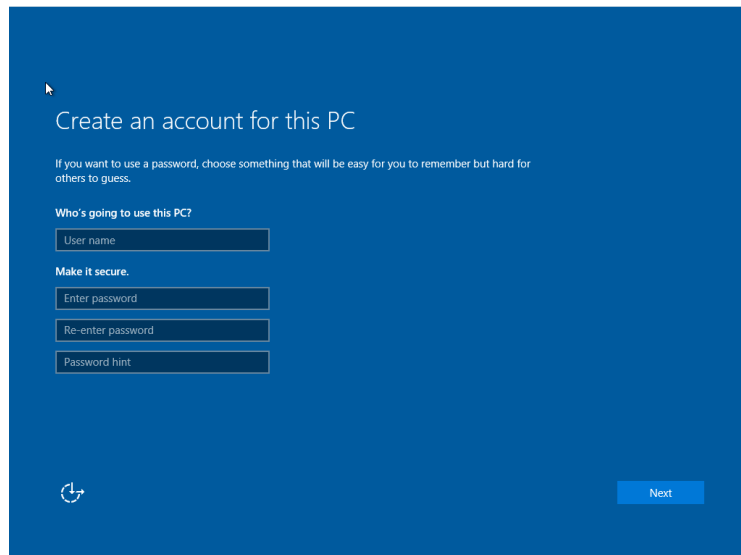 Create an account for this PC
If you want to use a password, choose something that will be easy for you to remember but hard for
others to guess.
Who's going to use this PC?
User name
Make it secure.
Enter password
Re-enter password
Password hint
Next